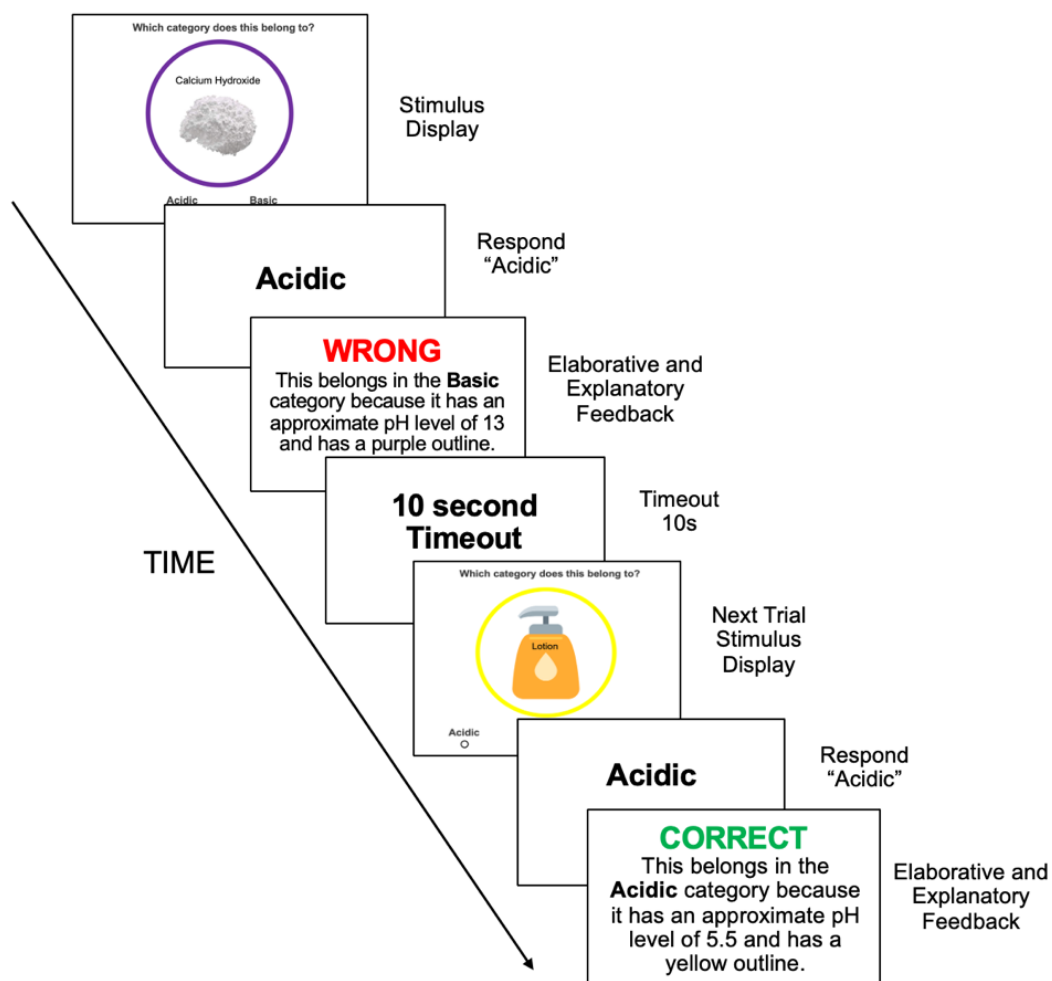 Which category does this belong to?
Calcium Hydroxide
Acidic Basic
Stimulus
Display
Acidic
Respond
“Acidic”
WRONG
This belongs in the Basic
category because it has an
approximate pH level of 13
and has a purple outline.
Elaborative and
Explanatory
Feedback
10 second
Timeout
Timeout
10s
TIME
Which category does this belong to?
Lotion
Acidic
Next Trial
Stimulus
Display
Acidic
Respond
“Acidic”
CORRECT
This belongs in the
Acidic category because
it has an approximate pH
level of 5.5 and has a
yellow outline.
Elaborative and
Explanatory
Feedback